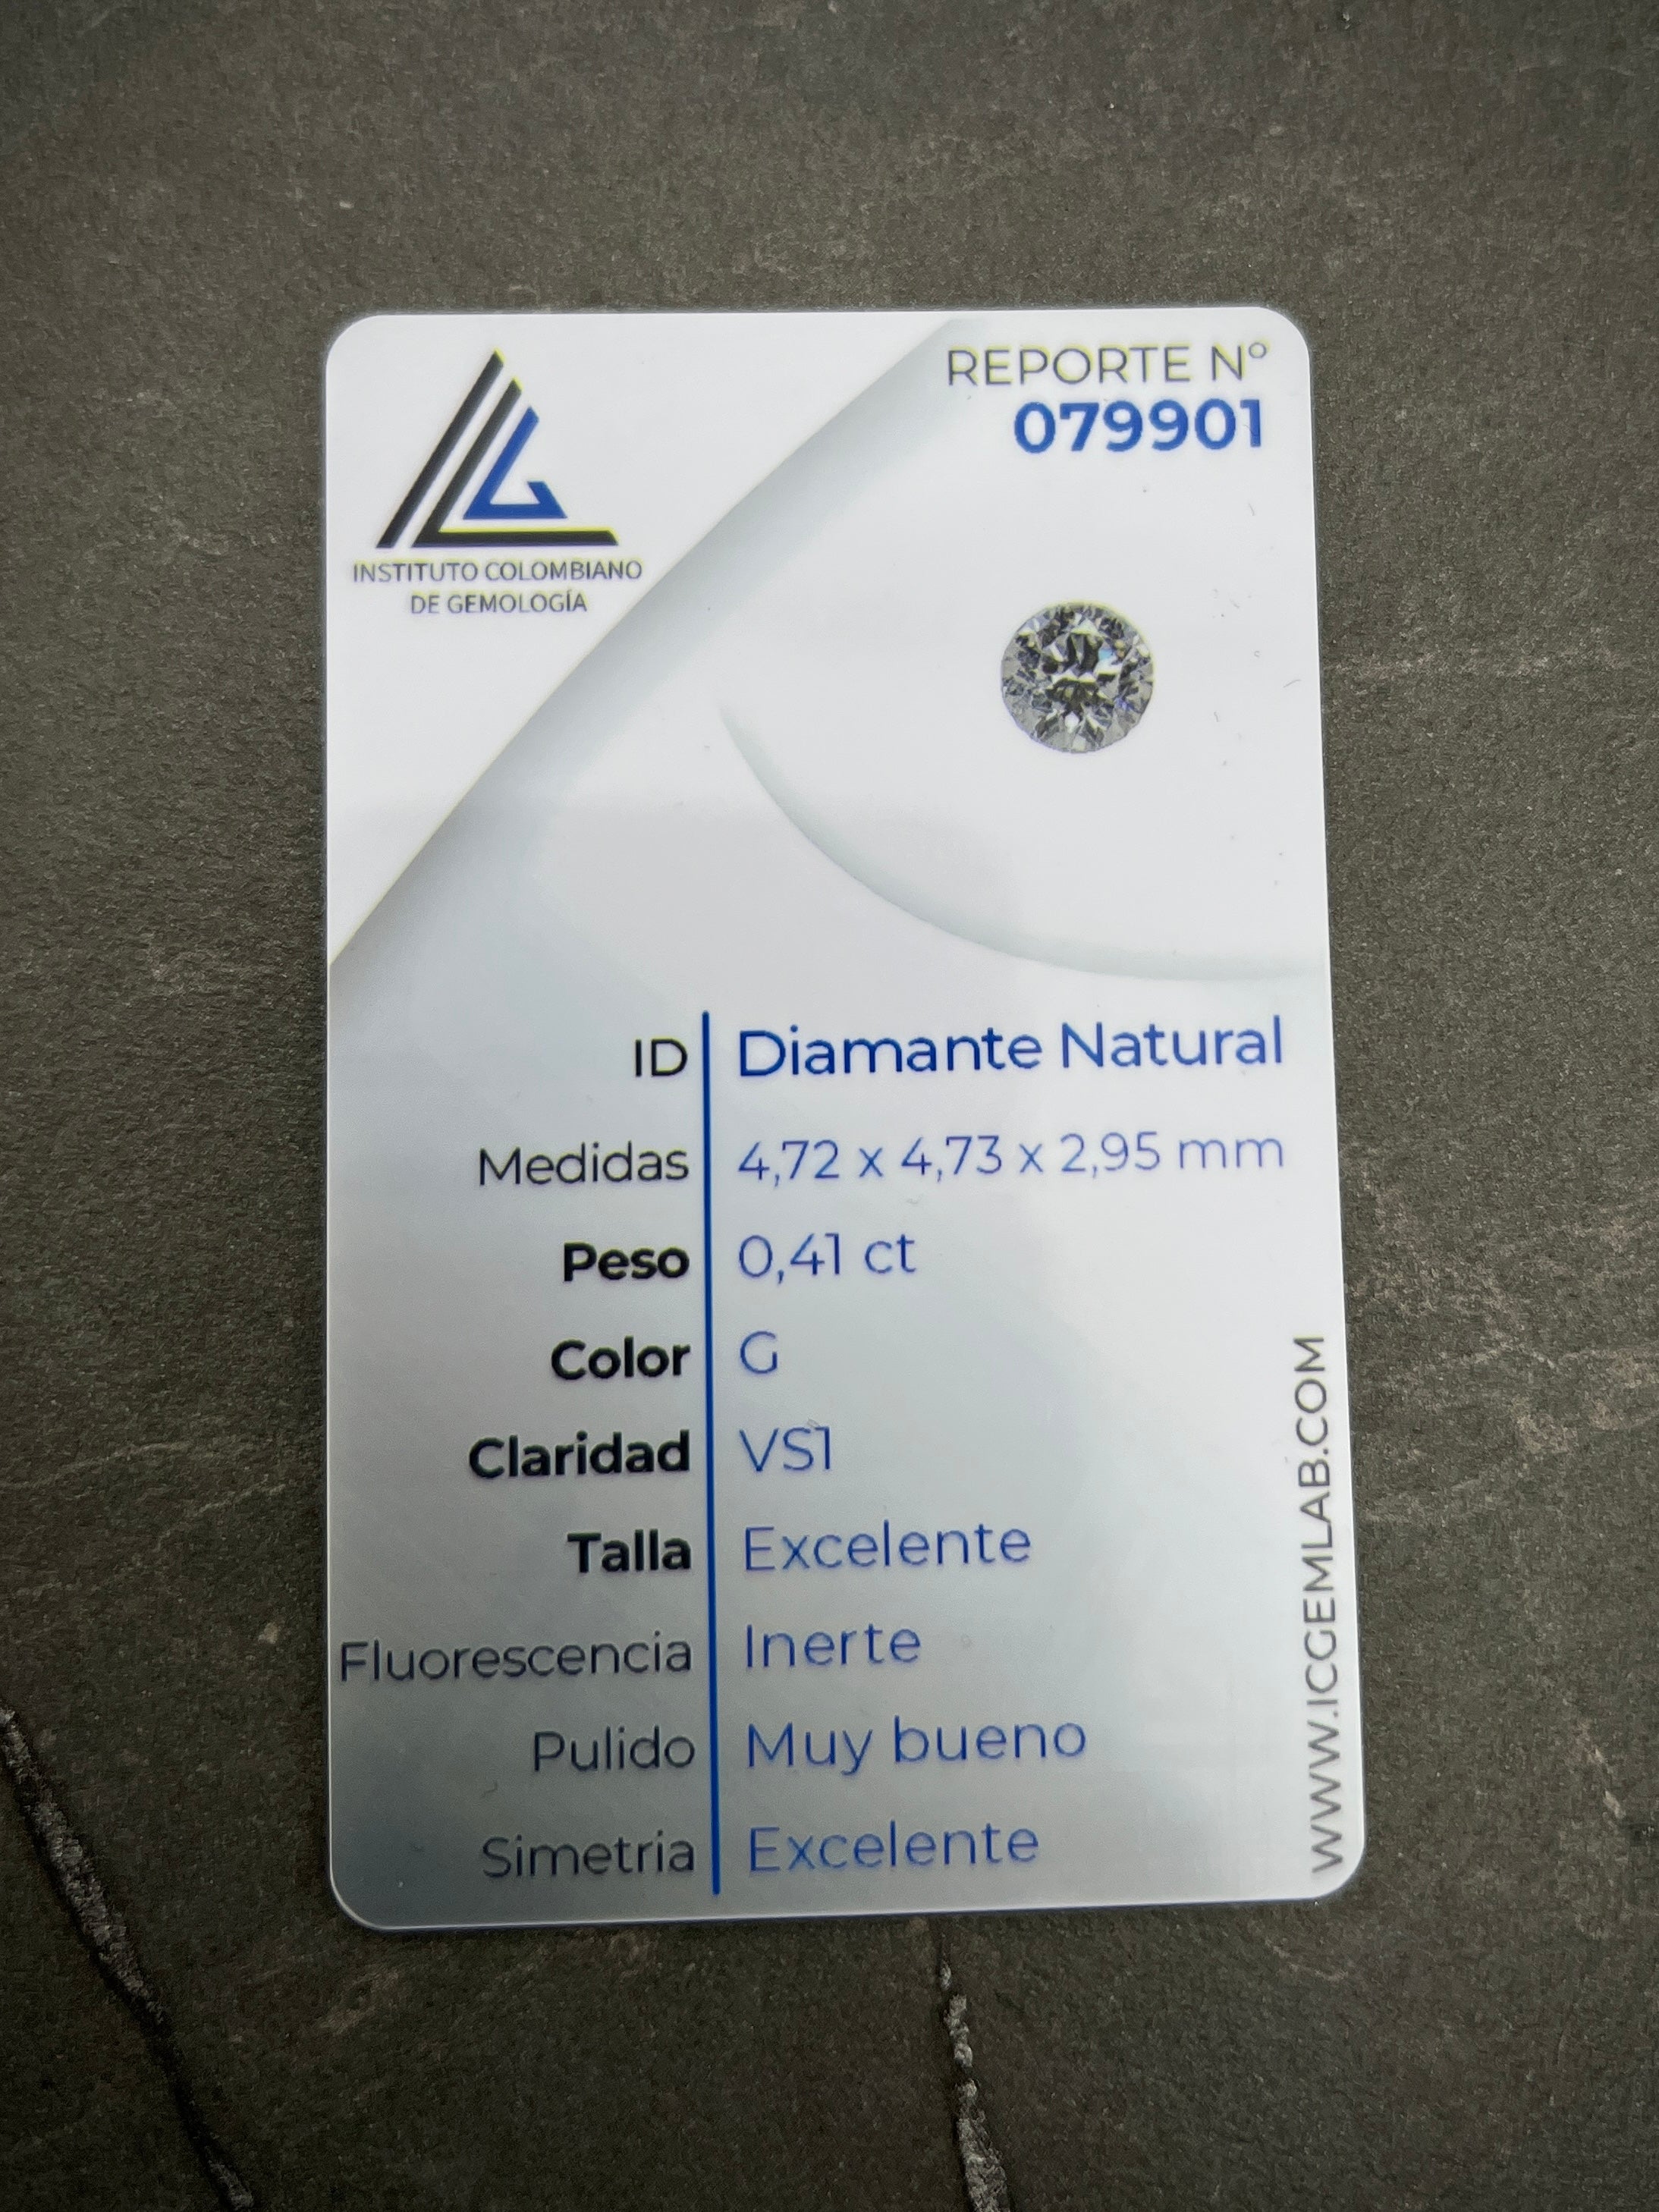 INSTITUTO COLOMBIANO
DE GEMOLOGÍA
REPORTE Nº
079901
ID Diamante Natural
Medidas 4,72 x 4,73 x 2,95 mm
Peso 0,41 ct
Color G
Claridad VS1
Talla Excelente
Fluorescencia Inerte
Pulido Muy bueno
Simetria Excelente
WWW.ICGEMLAB.COM